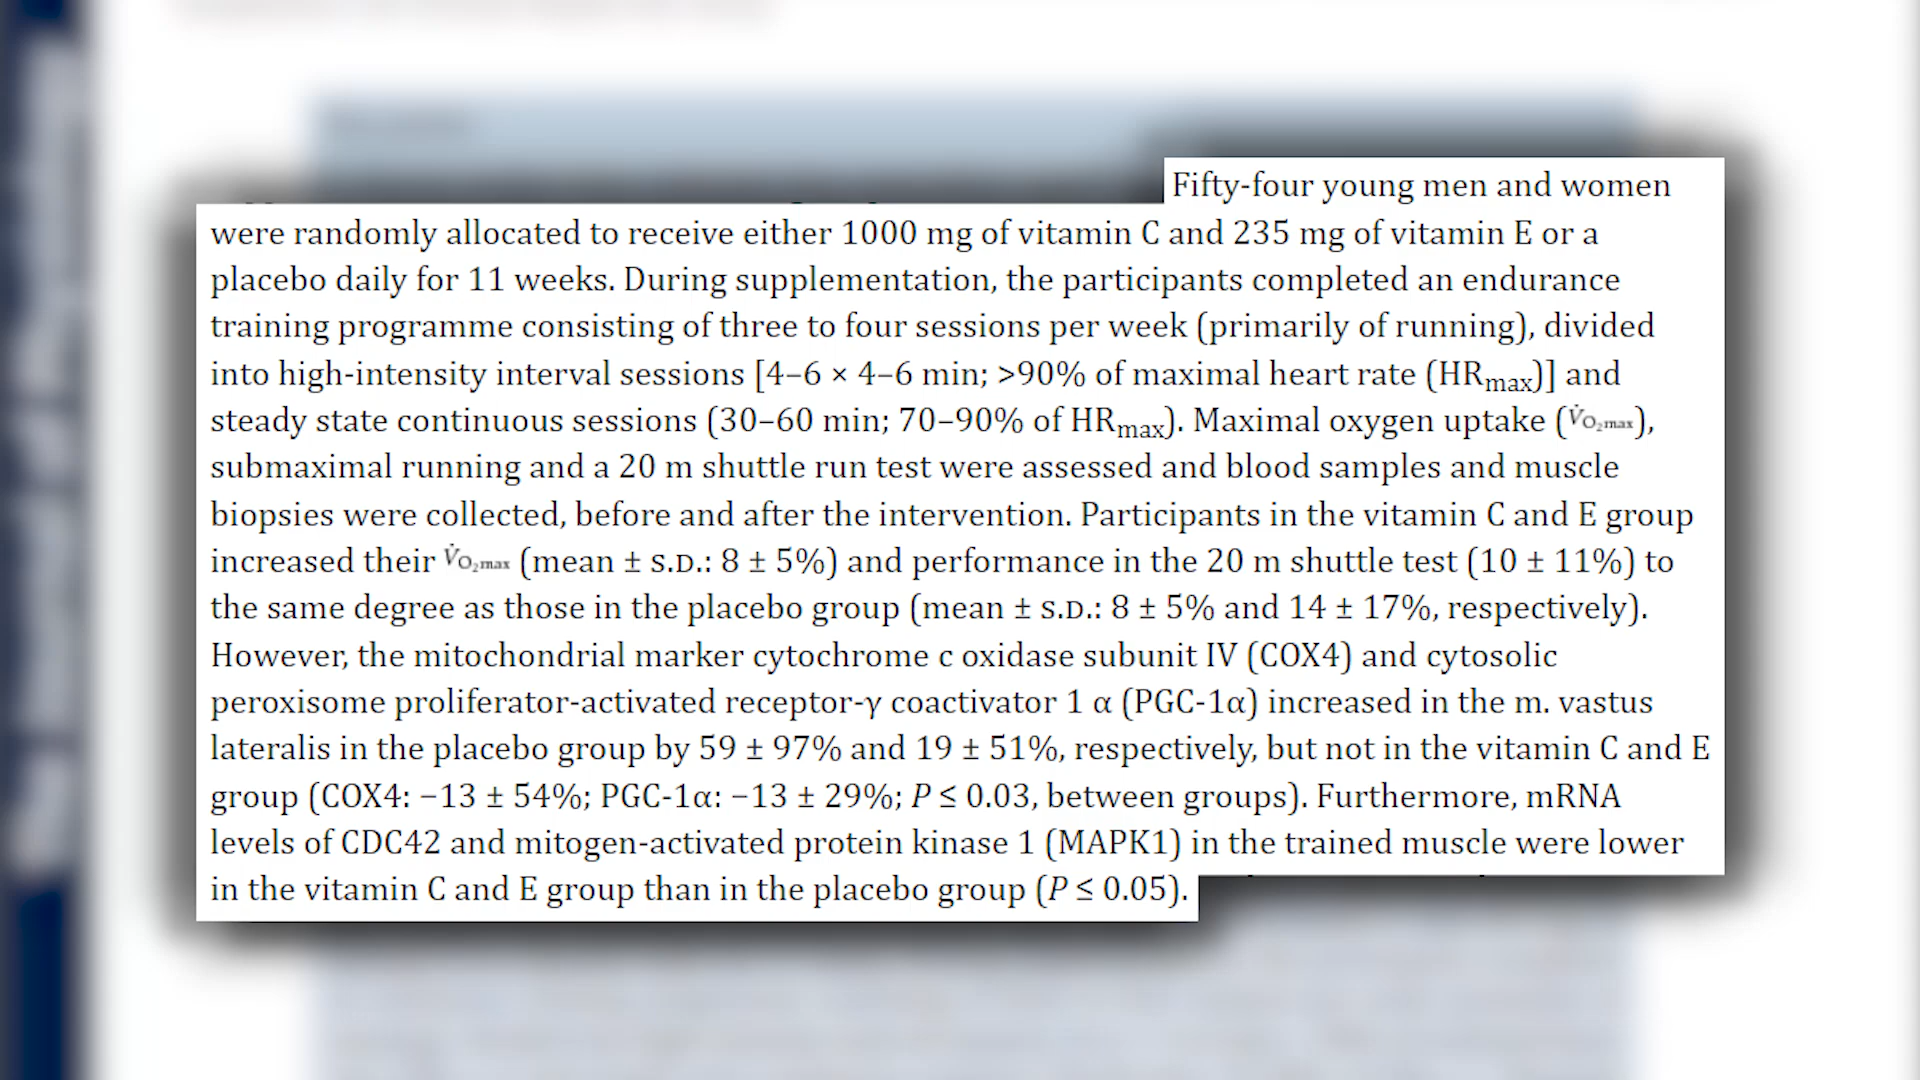 Fifty-four young men and women
were randomly allocated to receive either 1000 mg of vitamin C and 235 mg of vitamin E or a
placebo daily for 11 weeks. During supplementation, the participants completed an endurance
training programme consisting of three to four sessions per week (primarily of running), divided
into high-intensity interval sessions [4–6 × 4–6 min; >90% of maximal heart rate (HRmax)] and
steady state continuous sessions (30–60 min; 70–90% of HRmax). Maximal oxygen uptake (V̇O₂max),
submaximal running and a 20 m shuttle run test were assessed and blood samples and muscle
biopsies were collected, before and after the intervention. Participants in the vitamin C and E group
increased their V̇O₂max (mean ± S.D.: 8 ± 5%) and performance in the 20 m shuttle test (10 ± 11%) to
the same degree as those in the placebo group (mean ± S.D.: 8 ± 5% and 14 ± 17%, respectively).
However, the mitochondrial marker cytochrome c oxidase subunit IV (COX4) and cytosolic
peroxisome proliferator-activated receptor-γ coactivator 1 α (PGC-1α) increased in the m. vastus
lateralis in the placebo group by 59 ± 97% and 19 ± 51%, respectively, but not in the vitamin C and E
group (COX4: −13 ± 54%; PGC-1α: −13 ± 29%; P ≤ 0.03, between groups). Furthermore, mRNA
levels of CDC42 and mitogen-activated protein kinase 1 (MAPK1) in the trained muscle were lower
in the vitamin C and E group than in the placebo group (P ≤ 0.05).